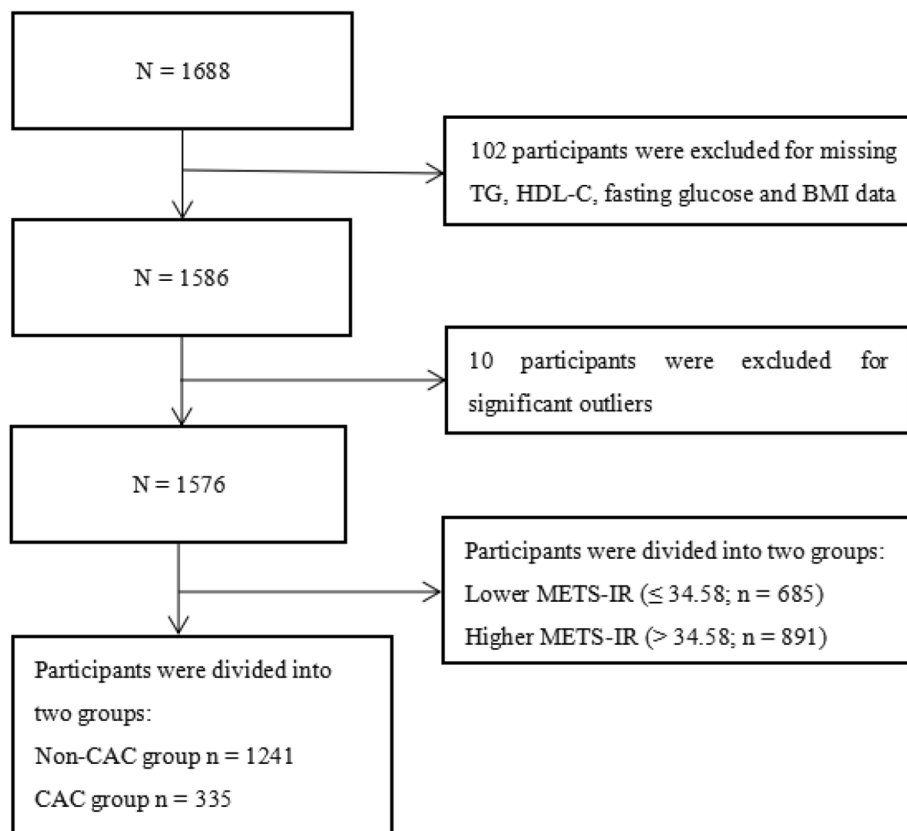 N = 1688
102 participants were excluded for missing
TG, HDL-C, fasting glucose and BMI data
N = 1586
10 participants were excluded for
significant outliers
N = 1576
Participants were divided into two groups:
Lower METS-IR (≤ 34.58; n = 685)
Higher METS-IR (> 34.58; n = 891)
Participants were divided into
two groups:
Non-CAC group n = 1241
CAC group n = 335